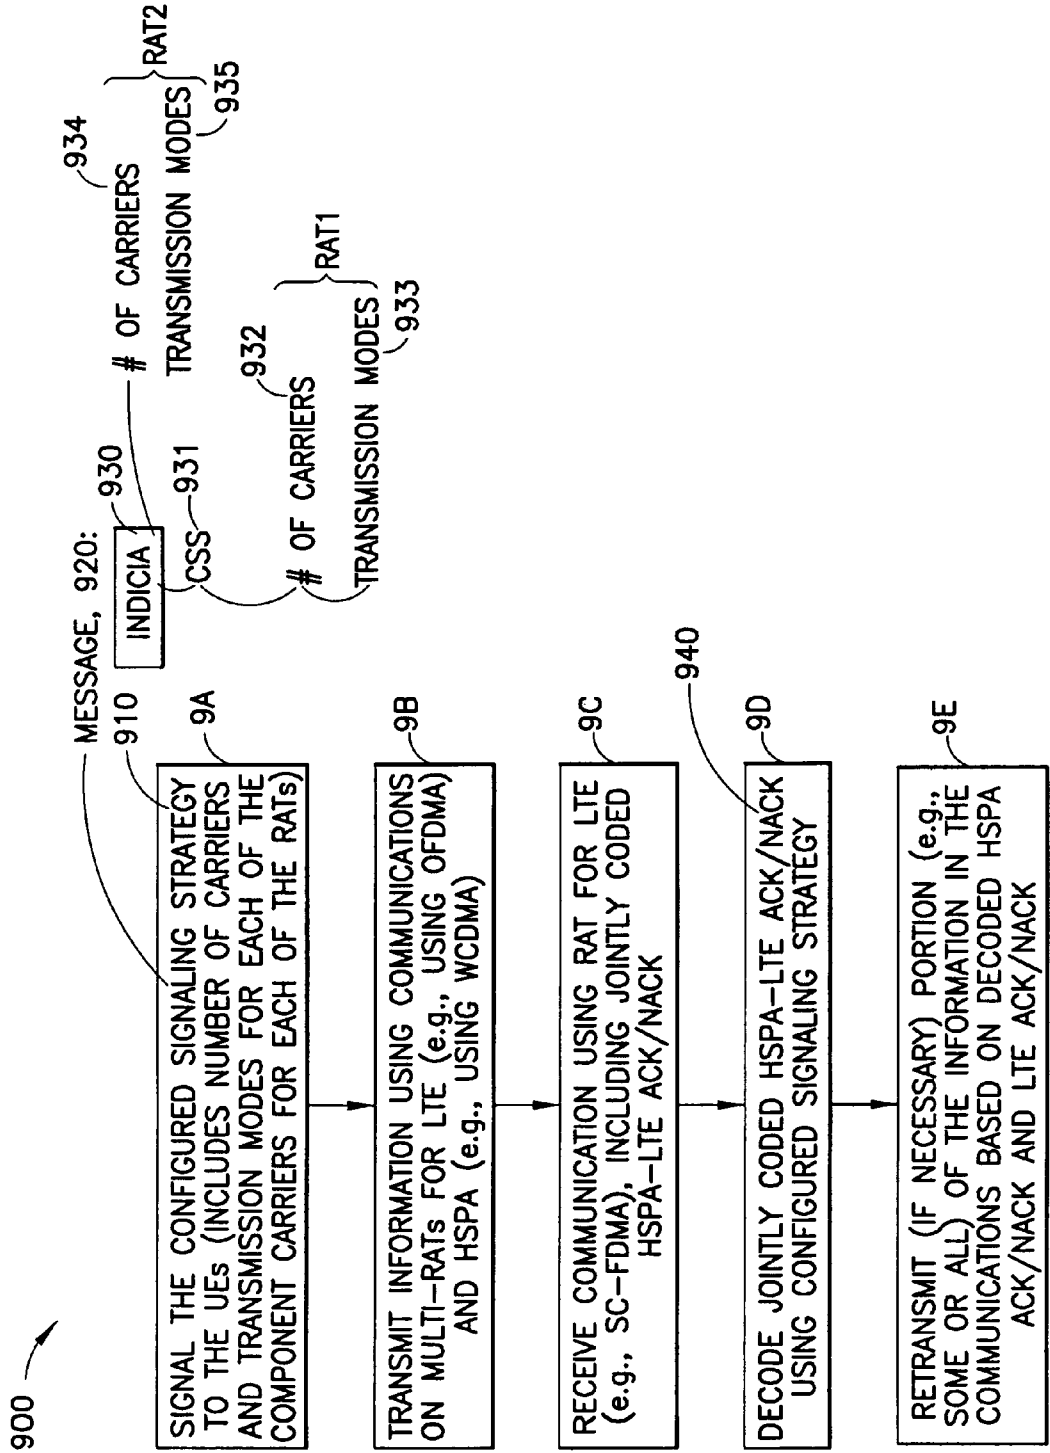 900
MESSAGE, 920:
910
INDICIA
930
CSS
931
# OF CARRIERS
932
TRANSMISSION MODES
933
RAT1
# OF CARRIERS
934
TRANSMISSION MODES
935
RAT2
9A
SIGNAL THE CONFIGURED SIGNALING STRATEGY
TO THE UEs (INCLUDES NUMBER OF CARRIERS
AND TRANSMISSION MODES FOR EACH OF THE
COMPONENT CARRIERS FOR EACH OF THE RATs)
9B
TRANSMIT INFORMATION USING COMMUNICATIONS
ON MULTI-RATs FOR LTE (e.g., USING OFDMA)
AND HSPA (e.g., USING WCDMA)
9C
RECEIVE COMMUNICATION USING RAT FOR LTE
(e.g., SC-FDMA), INCLUDING JOINTLY CODED
HSPA-LTE ACK/NACK
940
9D
DECODE JOINTLY CODED HSPA-LTE ACK/NACK
USING CONFIGURED SIGNALING STRATEGY
9E
RETRANSMIT (IF NECESSARY) PORTION (e.g.,
SOME OR ALL) OF THE INFORMATION IN THE
COMMUNICATIONS BASED ON DECODED HSPA
ACK/NACK AND LTE ACK/NACK